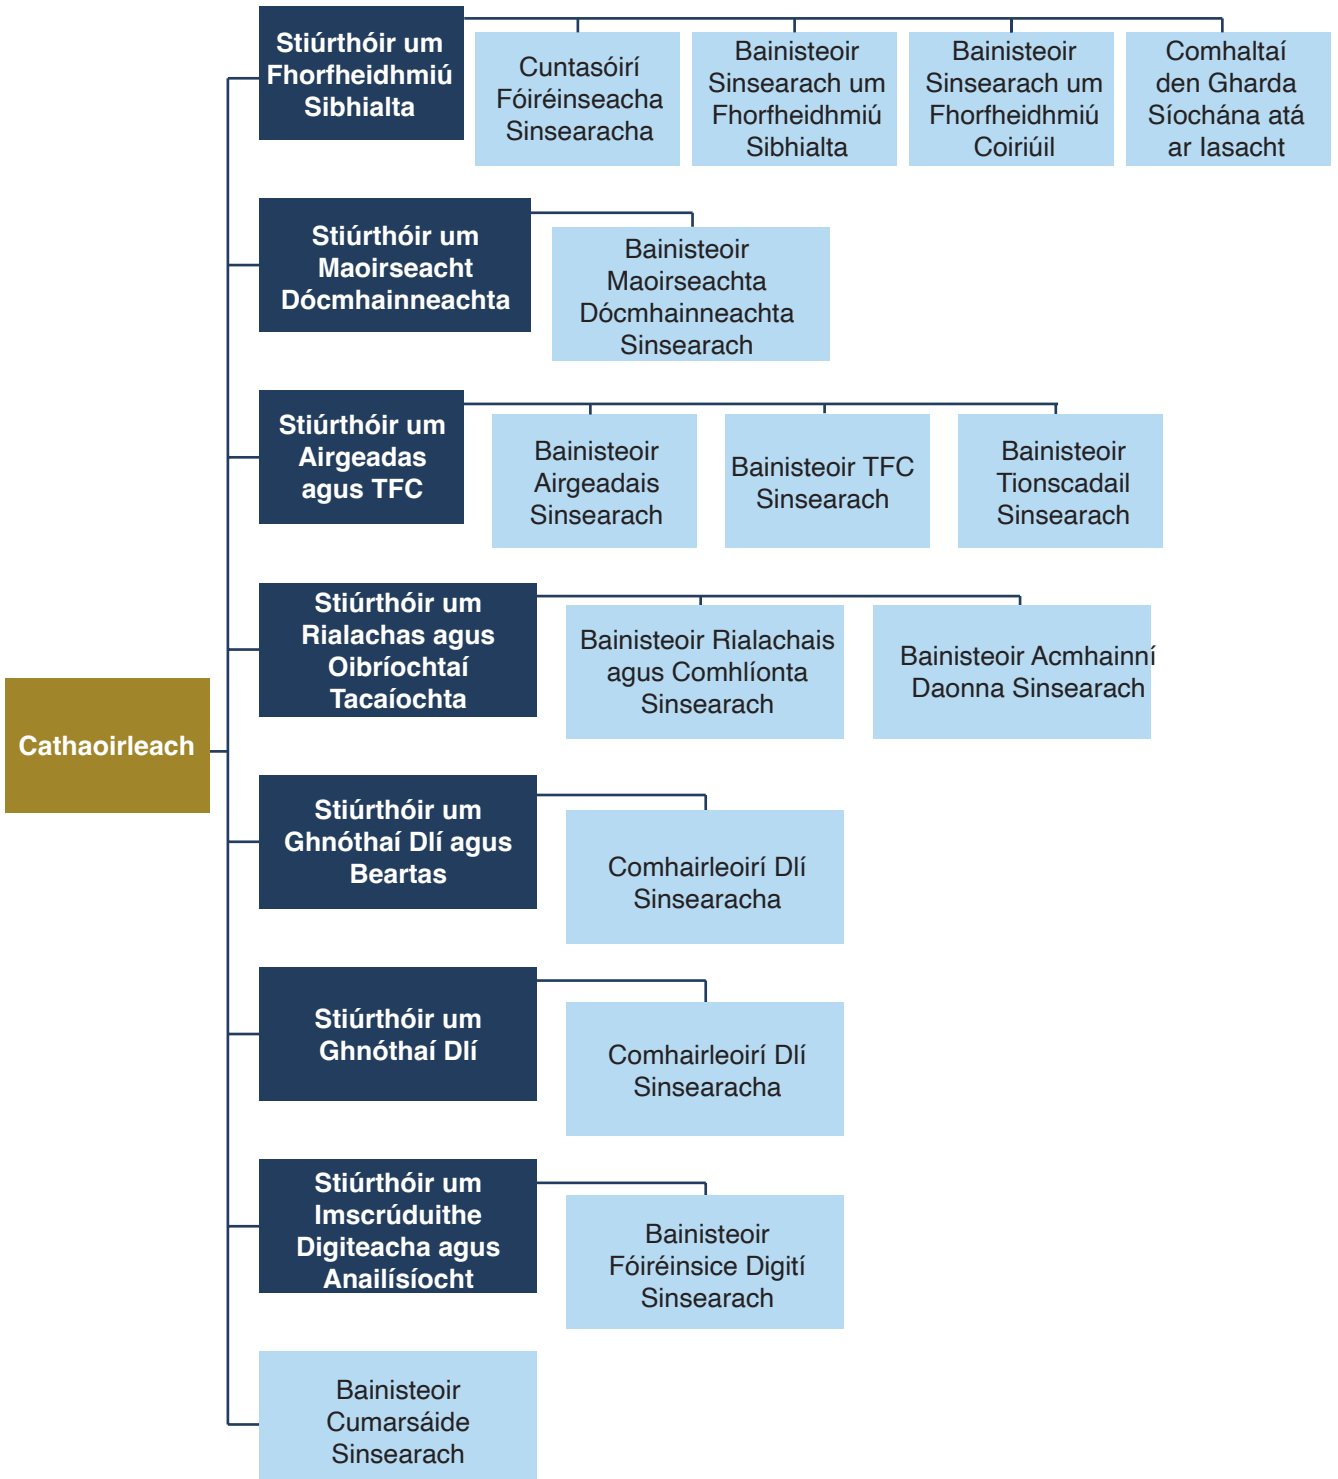 Stiúrthóir um
Fhorfheidhmiú
Sibhialta
Cuntasóirí
Fóiréinseacha
Sinsearacha
Bainisteoir
Sinsearach um
Fhorfheidhmiú
Sibhialta
Bainisteoir
Sinsearach um
Fhorfheidhmiú
Coiriúil
Comhaltaí
den Gharda
Síochána atá
ar Iasacht
Stiúrthóir um
Maoirseacht
Dócmhainneachta
Bainisteoir
Maoirseachta
Dócmhainneachta
Sinsearach
Stiúrthóir um
Airgeadas
agus TFC
Bainisteoir
Airgeadais
Sinsearach
Bainisteoir TFC
Sinsearach
Bainisteoir
Tionscadail
Sinsearach
Stiúrthóir um
Rialachas agus
Oibríochtaí
Tacaíochta
Bainisteoir Rialachais
agus Comhlíonta
Sinsearach
Bainisteoir Acmhainní
Daonna Sinsearach
Cathaoirleach
Stiúrthóir um
Ghnóthaí Dlí agus
Beartas
Comhairleoirí Dlí
Sinsearacha
Stiúrthóir um
Ghnóthaí Dlí
Comhairleoirí Dlí
Sinsearacha
Stiúrthóir um
Imscrúduithe
Digiteacha agus
Anailísíocht
Bainisteoir
Fóiréinsice Digití
Sinsearach
Bainisteoir
Cumarsáide
Sinsearach